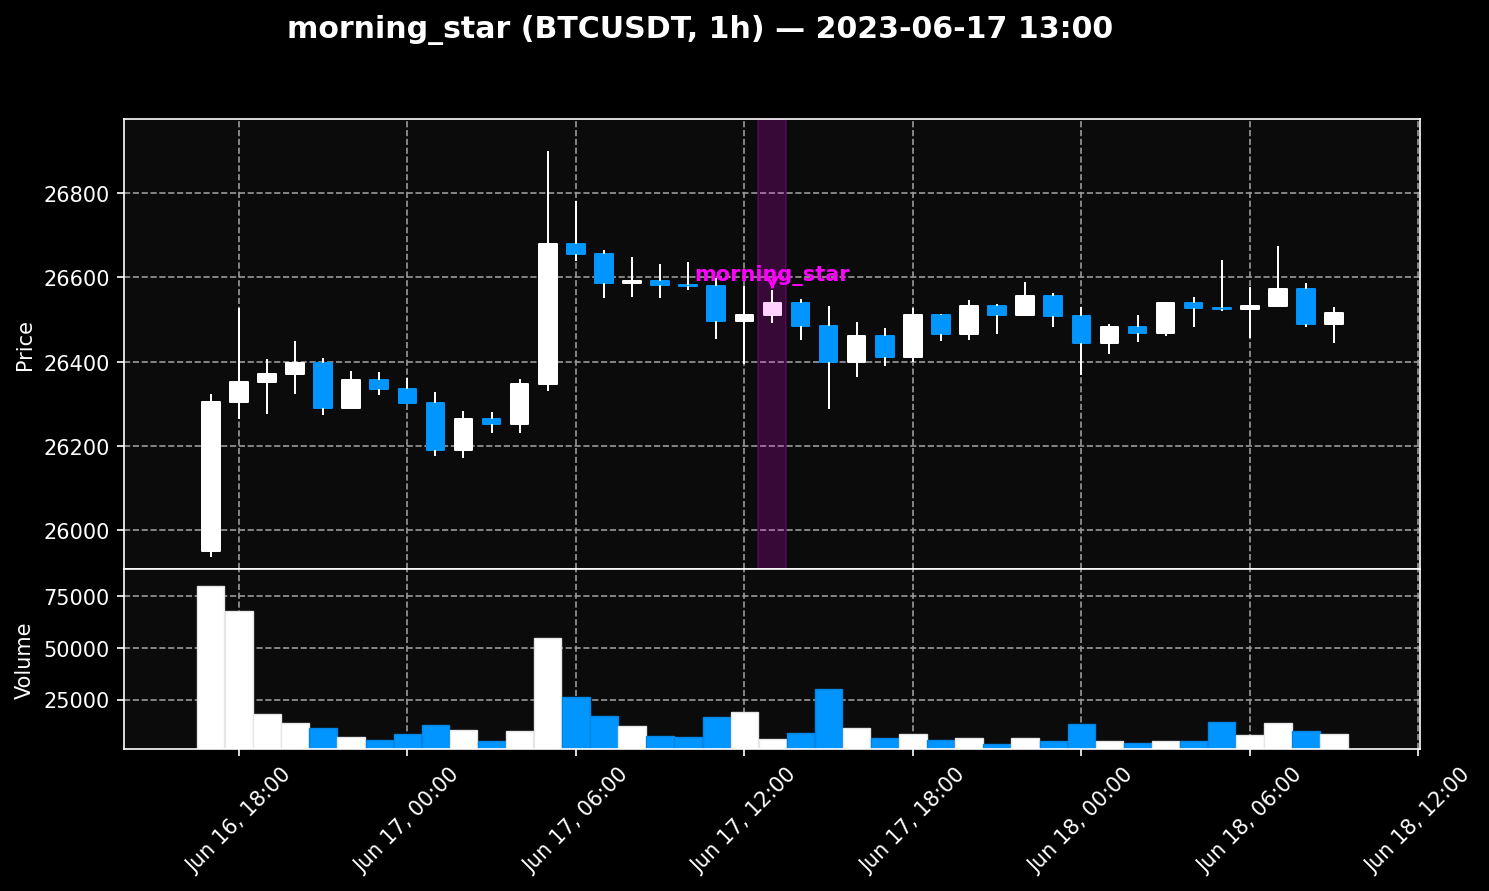 morning_star (BTCUSDT, 1h) — 2023-06-17 13:00
Price
26800
26600
26400
26200
26000
morning_star
Volume
75000
50000
25000
Jun 16, 18:00
Jun 17, 00:00
Jun 17, 06:00
Jun 17, 12:00
Jun 17, 18:00
Jun 18, 00:00
Jun 18, 06:00
Jun 18, 12:00